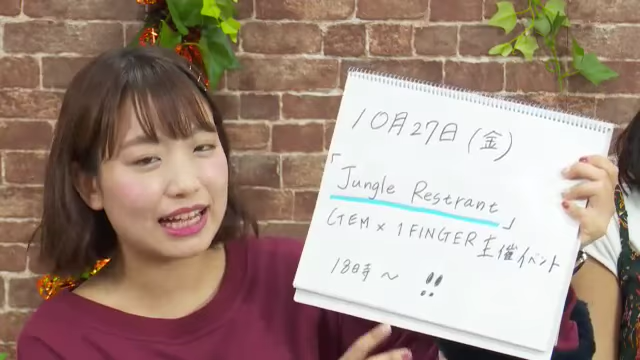 10月27日(金)
「Jungle Restrant」
GEM × 1FINGER主催イベント
18時〜 !!